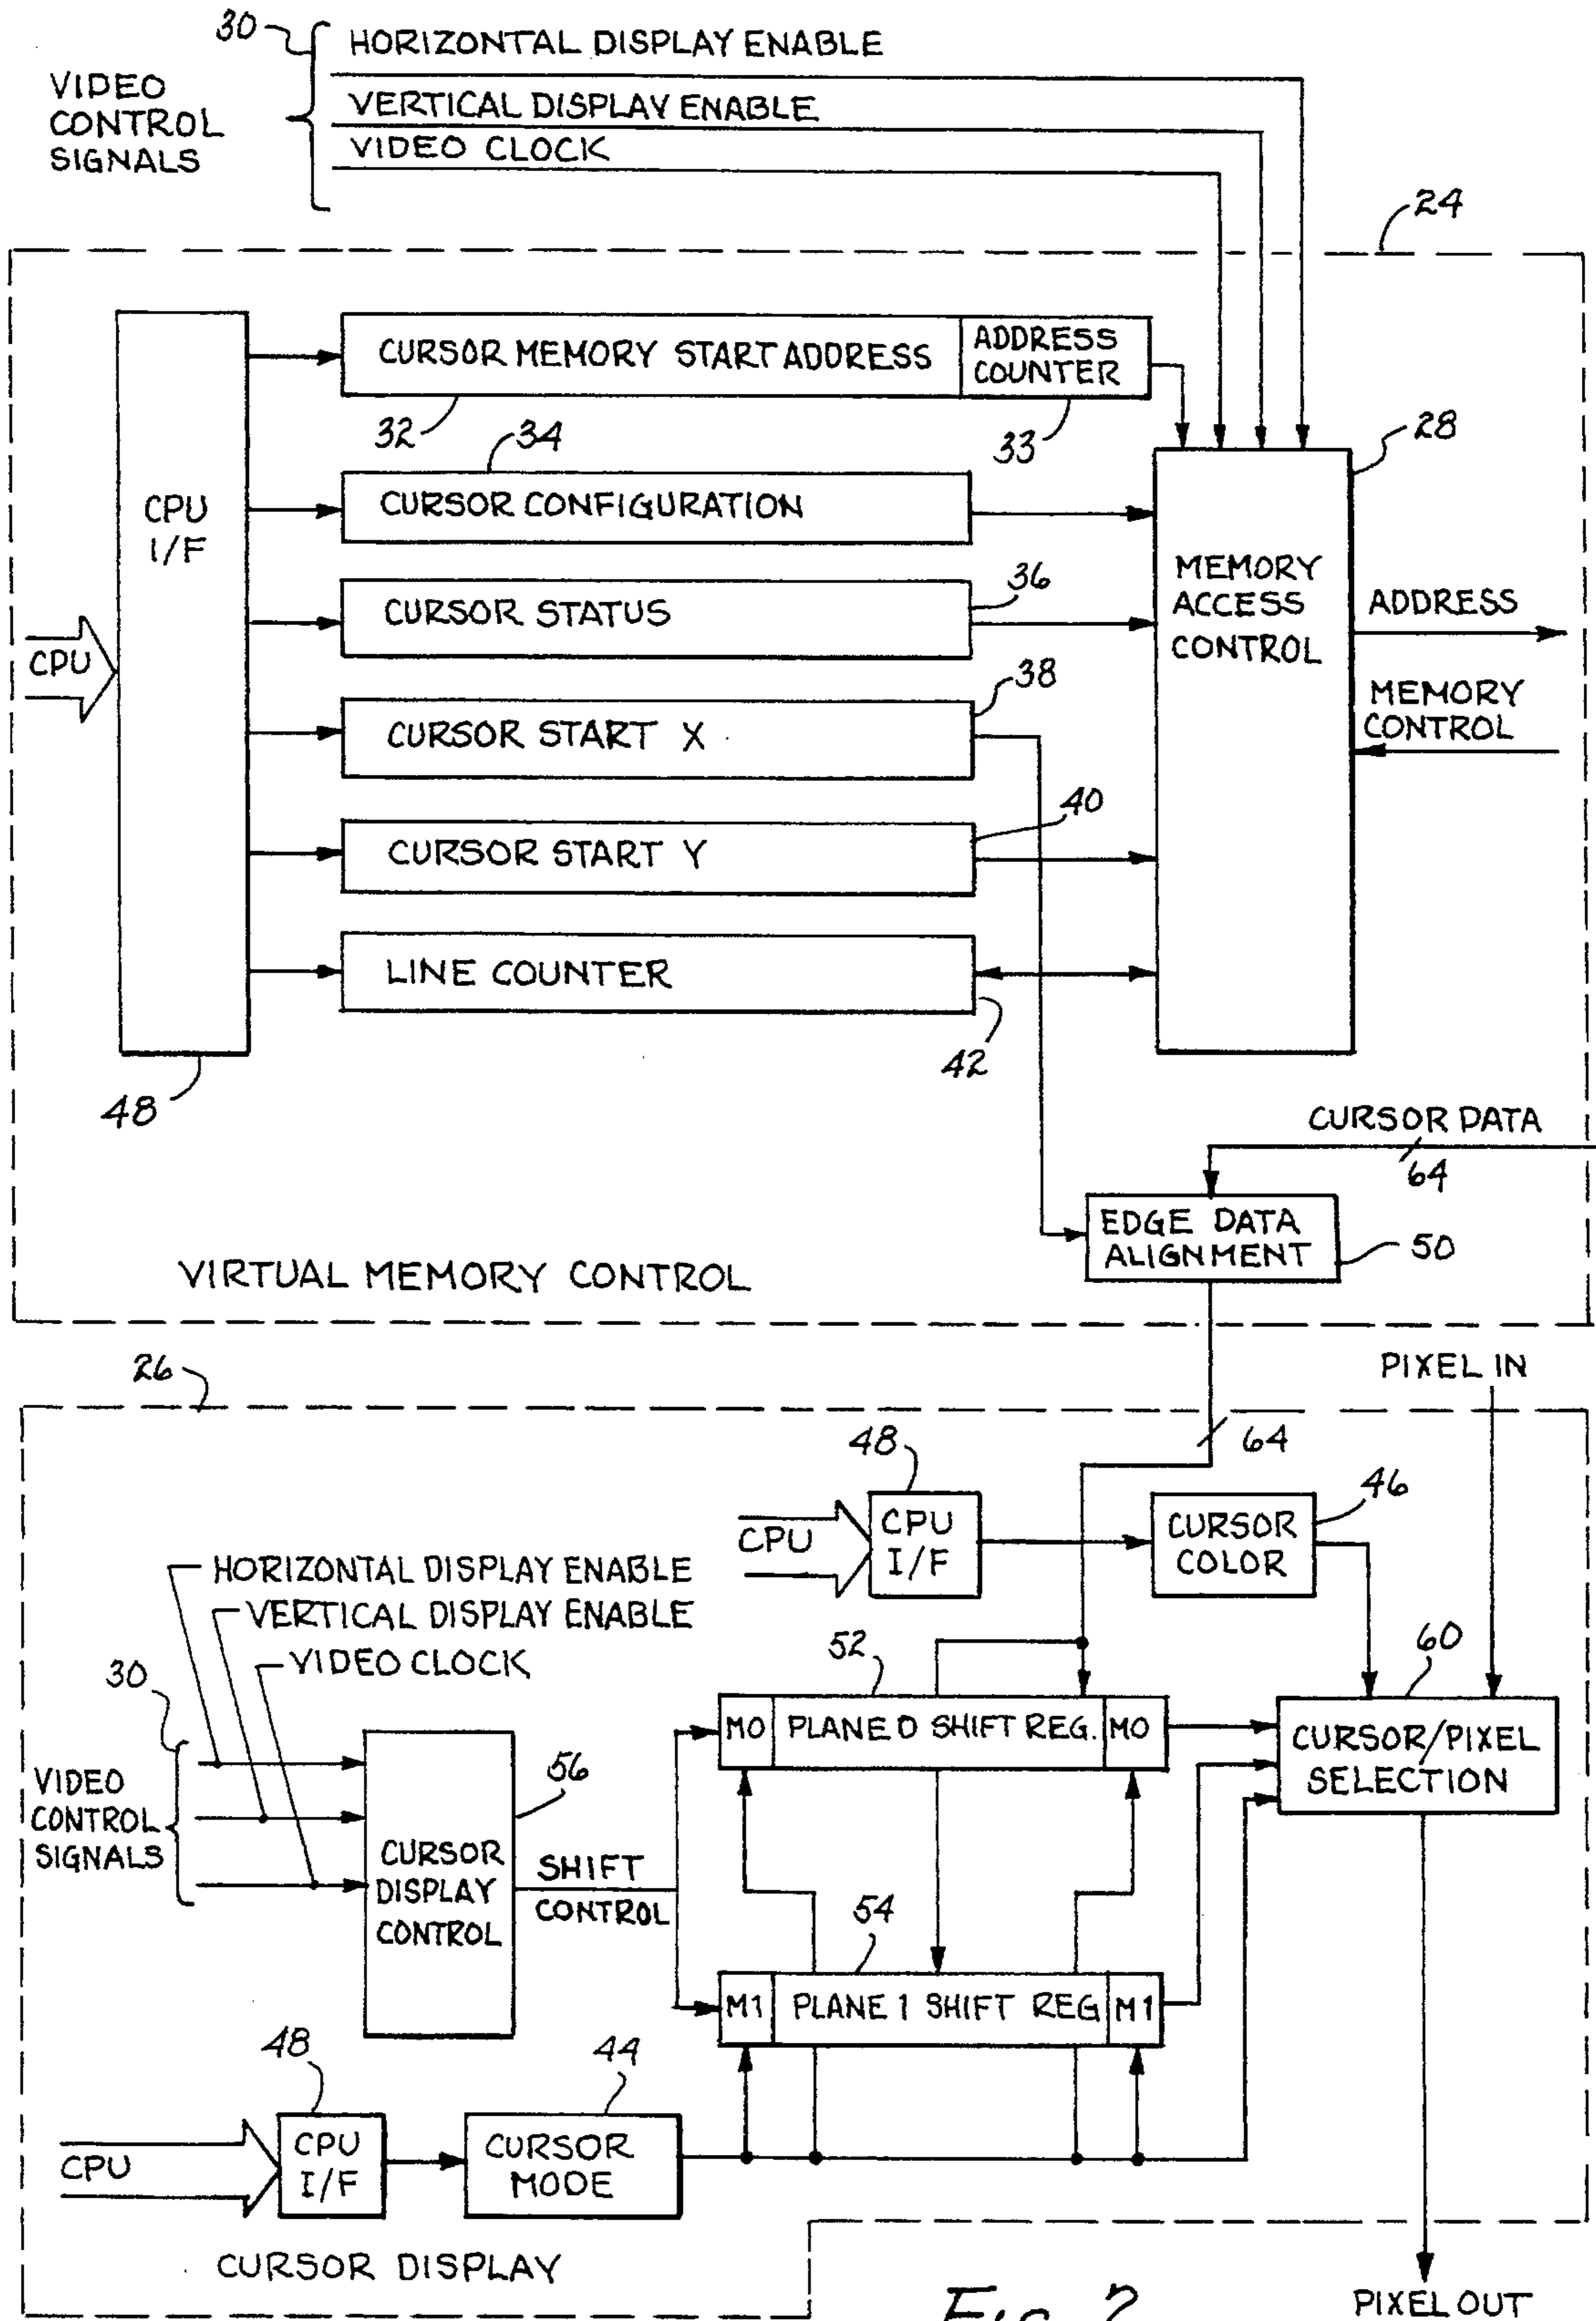 30
HORIZONTAL DISPLAY ENABLE
VIDEO
CONTROL
SIGNALS
VERTICAL DISPLAY ENABLE
VIDEO CLOCK
24
CURSOR MEMORY START ADDRESS
ADDRESS
COUNTER
32
33
34
28
CPU
I/F
CURSOR CONFIGURATION
MEMORY
ACCESS
CONTROL
36
CURSOR STATUS
ADDRESS
CPU
38
CURSOR START X
MEMORY
CONTROL
40
CURSOR START Y
LINE COUNTER
42
48
CURSOR DATA
64
EDGE DATA
ALIGNMENT
50
VIRTUAL MEMORY CONTROL
26
PIXEL IN
64
48
46
CPU
CPU
I/F
CURSOR
COLOR
HORIZONTAL DISPLAY ENABLE
VERTICAL DISPLAY ENABLE
VIDEO CLOCK
30
52
60
M0
PLANE 0 SHIFT REG.
M0
CURSOR/PIXEL
SELECTION
VIDEO
CONTROL
SIGNALS
56
CURSOR
DISPLAY
CONTROL
SHIFT
CONTROL
54
M1
PLANE 1 SHIFT REG
M1
48
44
CPU
CPU
I/F
CURSOR
MODE
CURSOR DISPLAY
Fig. 2
PIXEL OUT